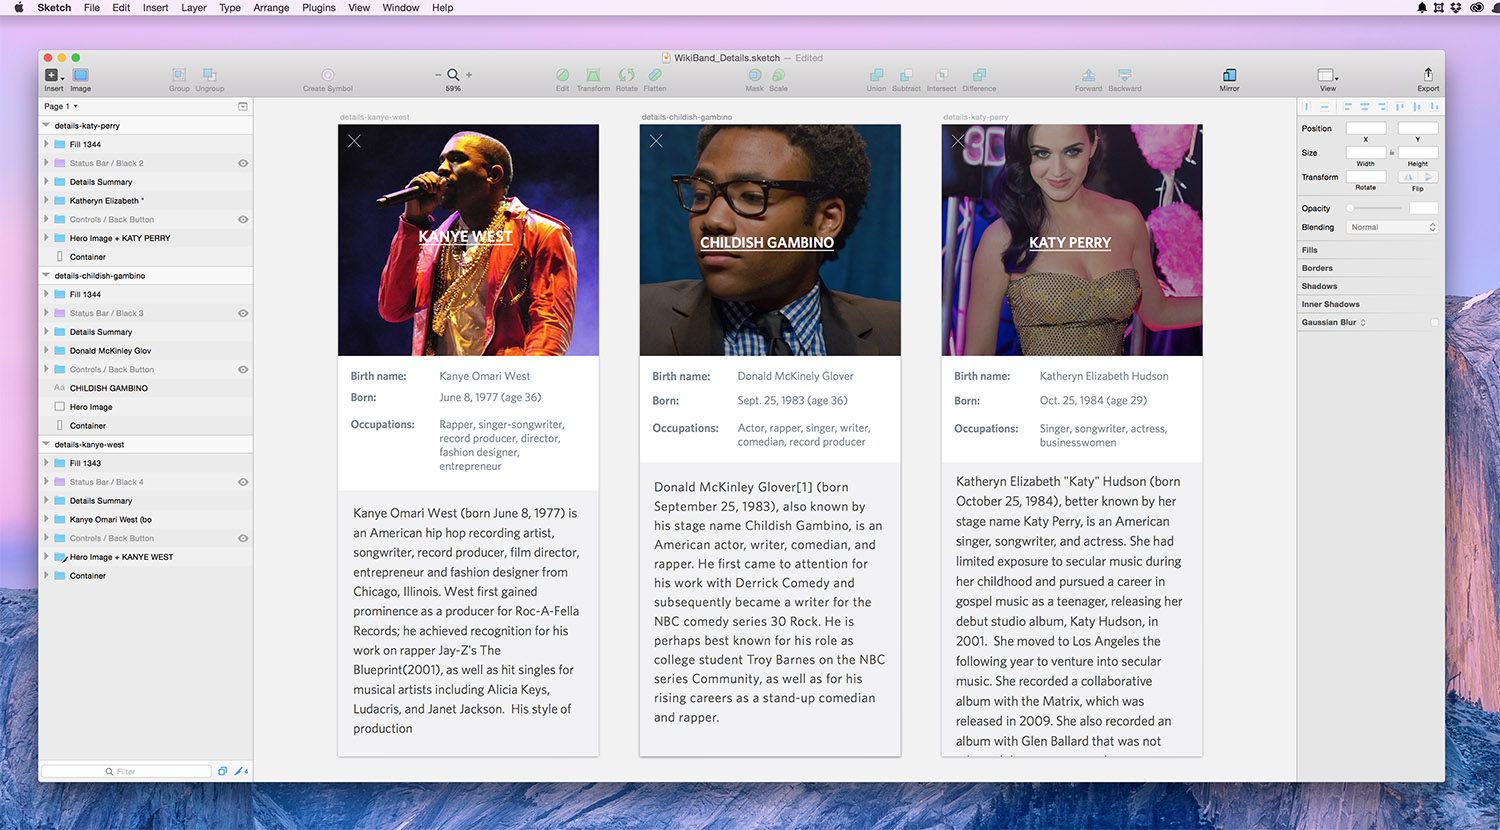 Sketch File Edit Insert Layer Type Arrange Plugins View Window Help
WikiBand_Details.sketch — Edited
Insert Image Group Ungroup Create Symbol 59% Edit Transform Rotate Flatten Mask Scale Union Subtract Intersect Difference Forward Backward Mirror View Export
Page 1
details-katy-perry
Fill 1344
Status Bar / Black 2
Details Summary
Katheryn Elizabeth "
Controls / Back Button
Hero Image + KATY PERRY
Container
details-childish-gambino
Fill 1344
Status Bar / Black 3
Details Summary
Donald McKinley Glov
Controls / Back Button
Aa CHILDISH GAMBINO
Hero Image
Container
details-kanye-west
Fill 1343
Status Bar / Black 4
Details Summary
Kanye Omari West (bo
Controls / Back Button
Hero Image + KANYE WEST
Container
Filter
4
details-kanye-west
KANYE WEST
Birth name: Kanye Omari West
Born: June 8, 1977 (age 36)
Occupations: Rapper, singer-songwriter,
record producer, director,
fashion designer,
entrepreneur
Kanye Omari West (born June 8, 1977) is
an American hip hop recording artist,
songwriter, record producer, film director,
entrepreneur and fashion designer from
Chicago, Illinois. West first gained
prominence as a producer for Roc-A-Fella
Records; he achieved recognition for his
work on rapper Jay-Z's The
Blueprint(2001), as well as hit singles for
musical artists including Alicia Keys,
Ludacris, and Janet Jackson.  His style of
production
details-childish-gambino
CHILDISH GAMBINO
Birth name: Donald McKinely Glover
Born: Sept. 25, 1983 (age 36)
Occupations: Actor, rapper, singer, writer,
comedian, record producer
Donald McKinley Glover[1] (born
September 25, 1983), also known by
his stage name Childish Gambino, is an
American actor, writer, comedian, and
rapper. He first came to attention for
his work with Derrick Comedy and
subsequently became a writer for the
NBC comedy series 30 Rock. He is
perhaps best known for his role as
college student Troy Barnes on the NBC
series Community, as well as for his
rising careers as a stand-up comedian
and rapper.
details-katy-perry
3D
KATY PERRY
Birth name: Katheryn Elizabeth Hudson
Born: Oct. 25, 1984 (age 29)
Occupations: Singer, songwriter, actress,
businesswomen
Katheryn Elizabeth "Katy" Hudson (born
October 25, 1984), better known by her
stage name Katy Perry, is an American
singer, songwriter, and actress. She had
limited exposure to secular music during
her childhood and pursued a career in
gospel music as a teenager, releasing her
debut studio album, Katy Hudson, in
2001.  She moved to Los Angeles the
following year to venture into secular
music. She recorded a collaborative
album with the Matrix, which was
released in 2009. She also recorded an
album with Glen Ballard that was not
Position
X Y
Size
Width Height
Transform
Rotate Flip
Opacity
Blending Normal
Fills
Borders
Shadows
Inner Shadows
Gaussian Blur